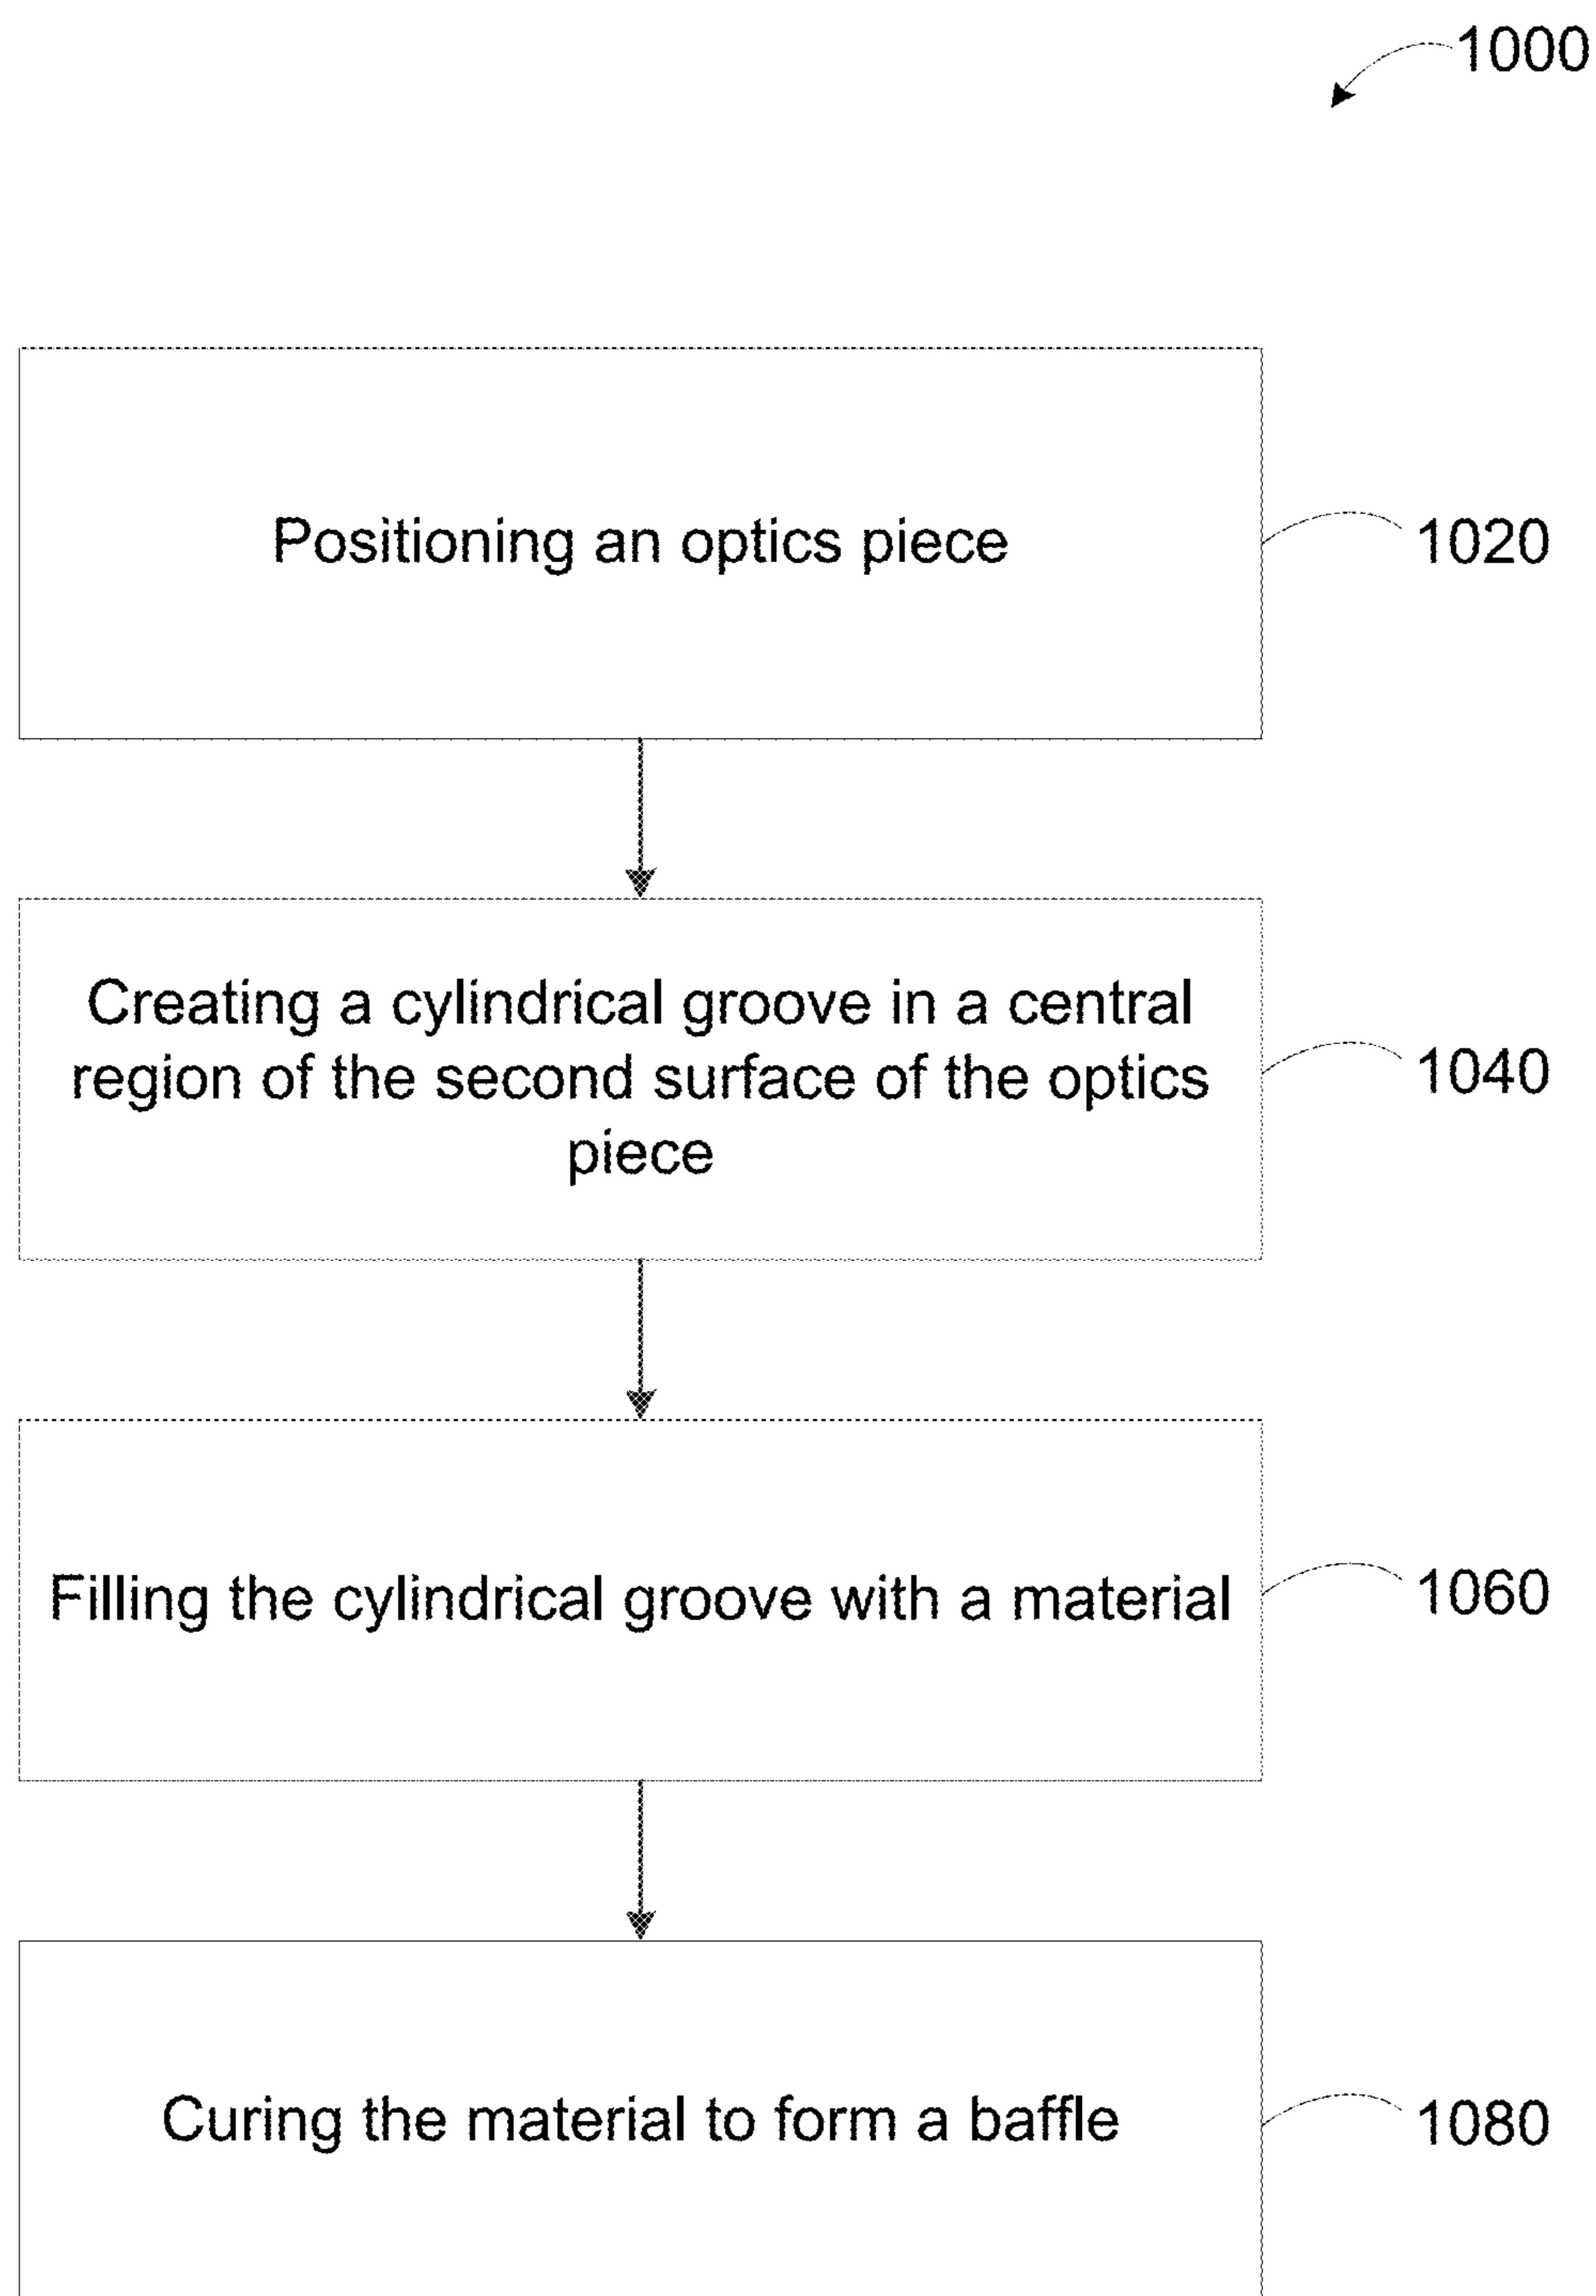 1000
Positioning an optics piece
1020
Creating a cylindrical groove in a central
region of the second surface of the optics
piece
1040
Filling the cylindrical groove with a material
1060
Curing the material to form a baffle
1080